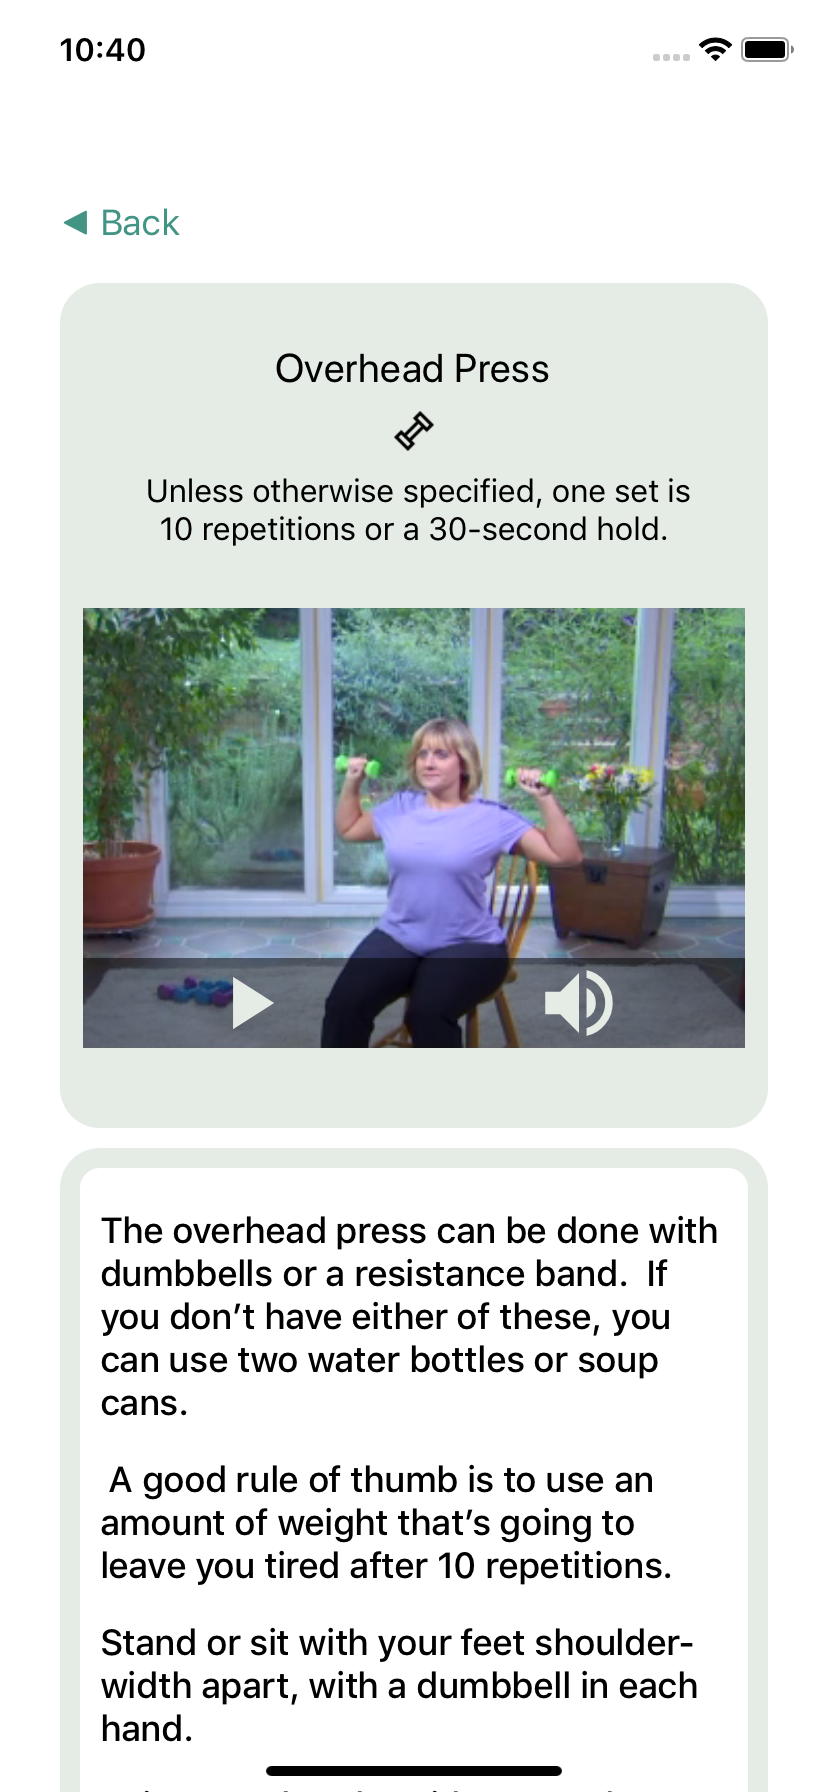 10:40
◀ Back
Overhead Press
Unless otherwise specified, one set is
10 repetitions or a 30-second hold.
The overhead press can be done with
dumbbells or a resistance band.  If
you don’t have either of these, you
can use two water bottles or soup
cans.
A good rule of thumb is to use an
amount of weight that’s going to
leave you tired after 10 repetitions.
Stand or sit with your feet shoulder-
width apart, with a dumbbell in each
hand.